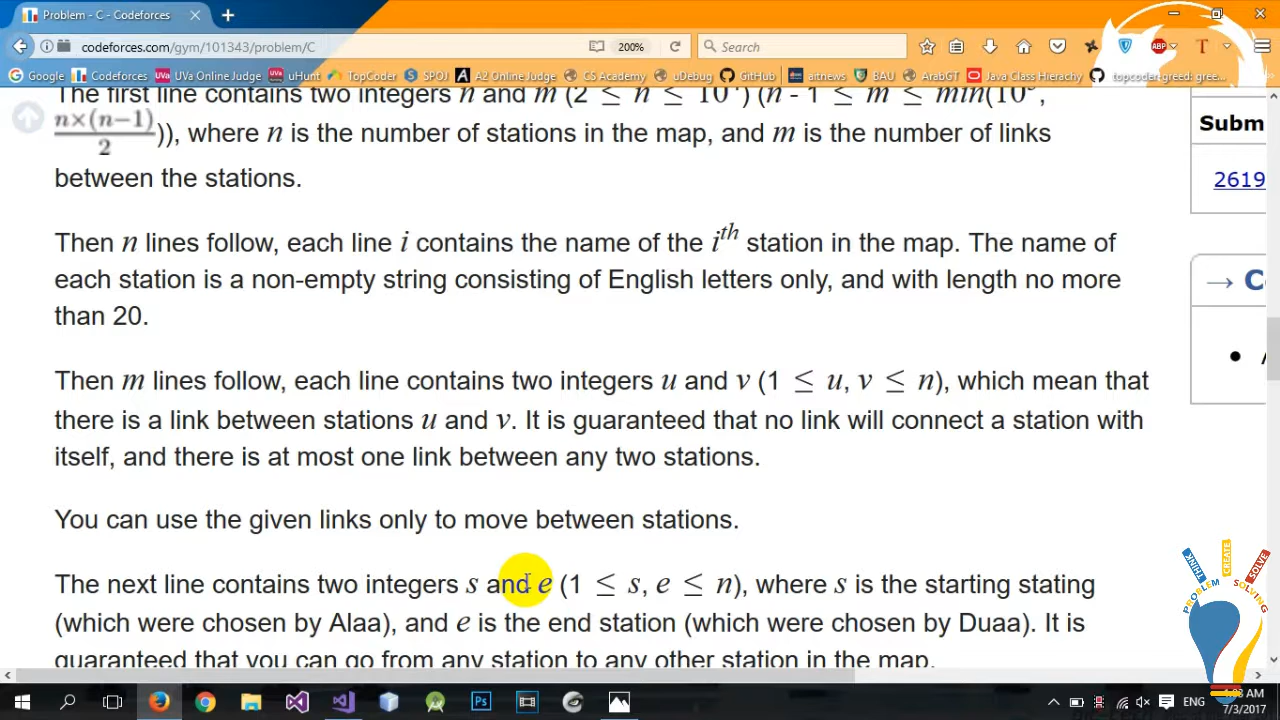 Problem - C - Codeforces
codeforces.com/gym/101343/problem/C
200%
Search
Google Codeforces UVa Online Judge uHunt TopCoder SPOJ A2 Online Judge CS Academy uDebug GitHub aitnews BAU ArabGT Java Class Hierachy topcoder-greed: gree...
The first line contains two integers n and m (2 ≤ n ≤ 10
) (n - 1 ≤ m ≤ min(10
n×(n−1)
2
)), where n is the number of stations in the map, and m is the number of links
between the stations.
Then n lines follow, each line i contains the name of the ith station in the map. The name of
each station is a non-empty string consisting of English letters only, and with length no more
than 20.
Then m lines follow, each line contains two integers u and v (1 ≤ u, v ≤ n), which mean that
there is a link between stations u and v. It is guaranteed that no link will connect a station with
itself, and there is at most one link between any two stations.
You can use the given links only to move between stations.
The next line contains two integers s and e (1 ≤ s, e ≤ n), where s is the starting stating
(which were chosen by Alaa), and e is the end station (which were chosen by Duaa). It is
guaranteed that you can go from any station to any other station in the map.
Subm
2619
→ C
THINK CREATE
PROBLEM SOLVING
ENG
7/3/2017